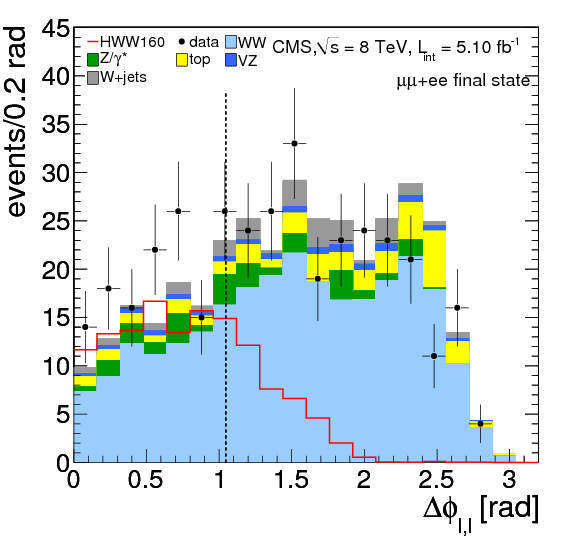 events/0.2 rad
45
40
35
30
25
20
15
10
5
0
HWW160
data
WW
Z/γ*
top
VZ
W+jets
CMS,√s = 8 TeV, L_int = 5.10 fb⁻¹
μμ+ee final state
0 0.5 1 1.5 2 2.5 3
Δϕ_l,l [rad]